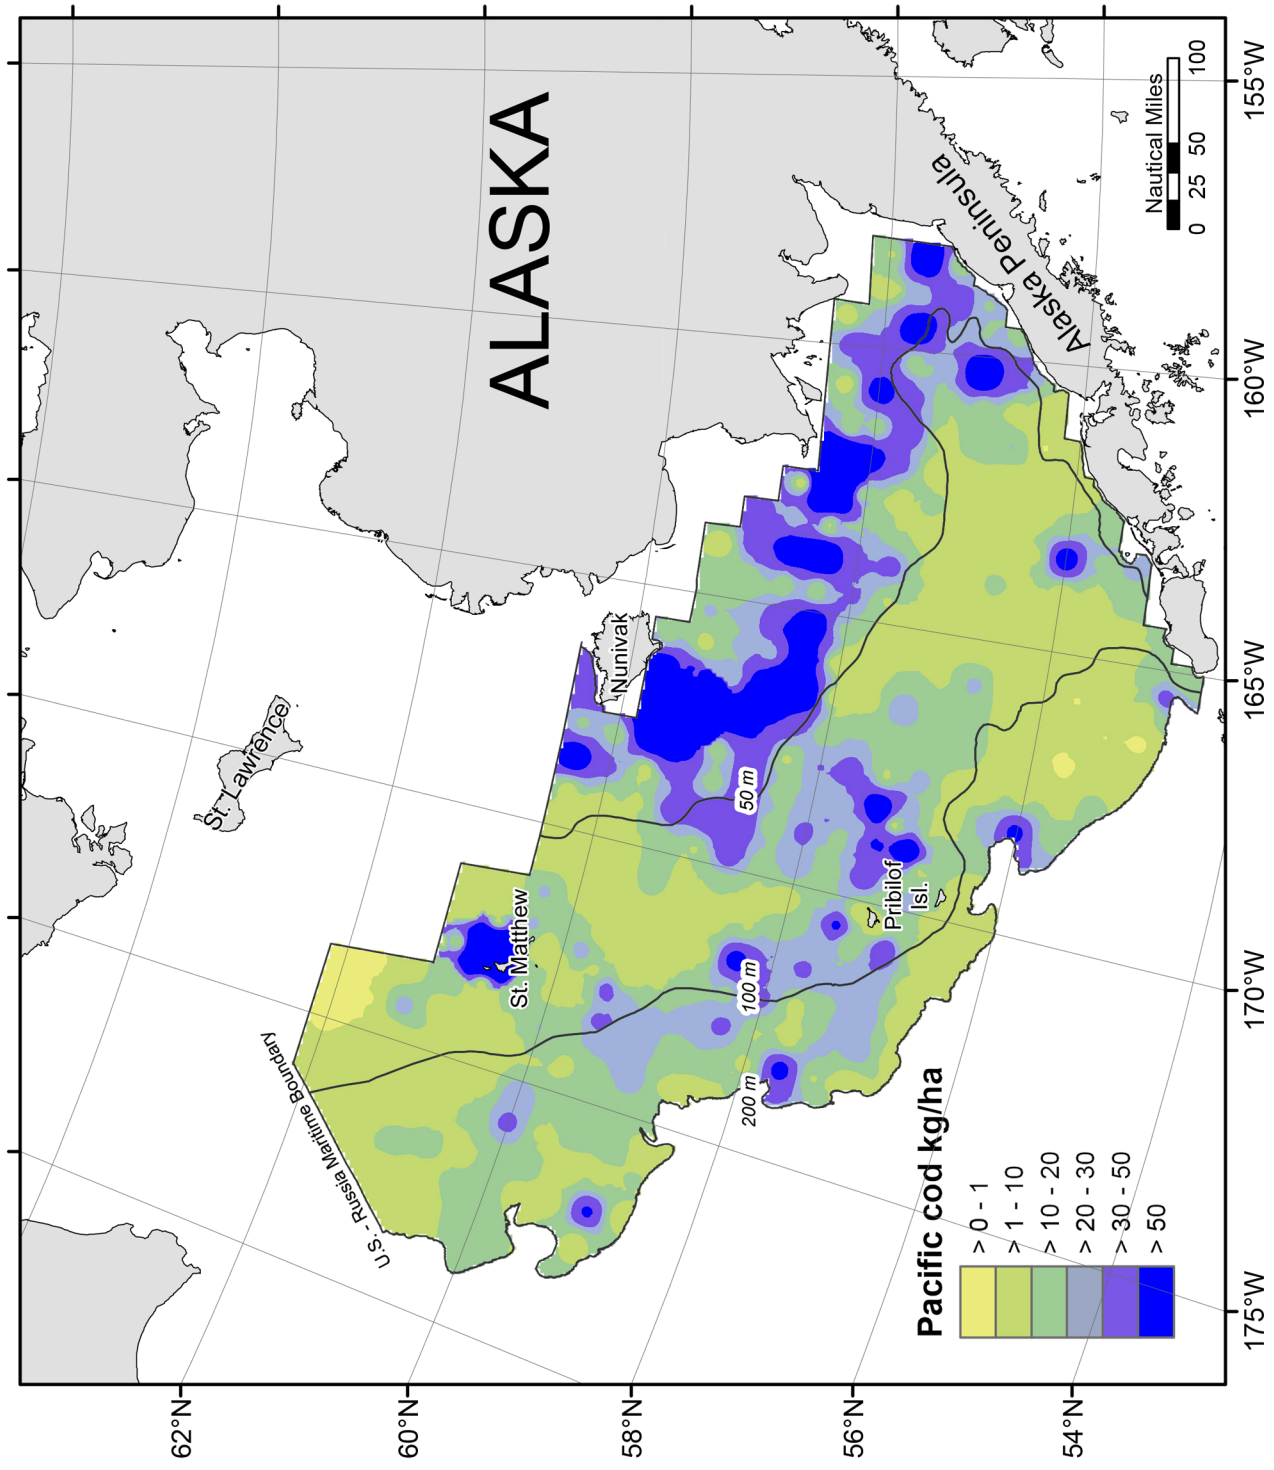 ALASKA
St. Lawrence
Nunivak
Alaska Peninsula
Nautical Miles
0 25 50 100
St. Matthew
U.S. - Russia Maritime Boundary
50 m
100 m
200 m
Pribilof
Isl.
Pacific cod kg/ha
> 0 - 1
> 1 - 10
> 10 - 20
> 20 - 30
> 30 - 50
> 50
62°N
60°N
58°N
56°N
54°N
175°W
170°W
165°W
160°W
155°W